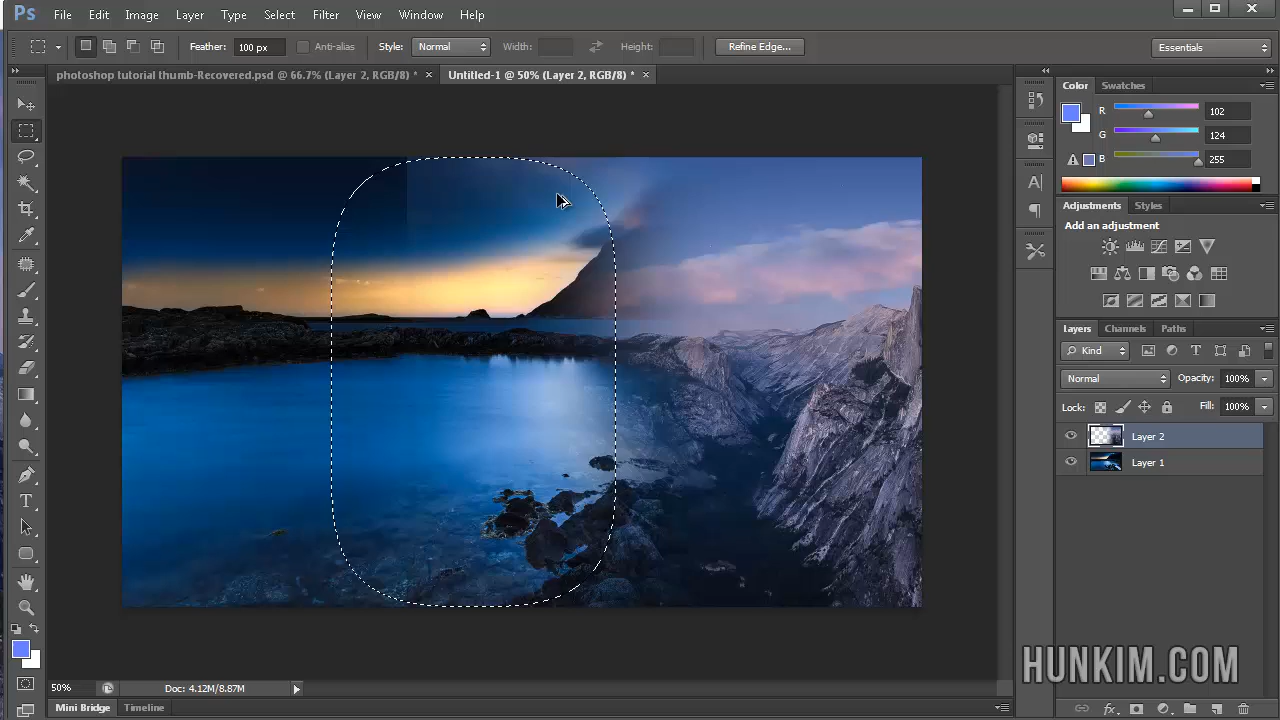 Ps File Edit Image Layer Type Select Filter View Window Help
Feather: 100 px Anti-alias Style: Normal Width: Height: Refine Edge... Essentials
photoshop tutorial thumb-Recovered.psd @ 66.7% (Layer 2, RGB/8) * × Untitled-1 @ 50% (Layer 2, RGB/8) * ×
Color Swatches
R 102
G 124
B 255
Adjustments Styles
Add an adjustment
Layers Channels Paths
Kind
Normal Opacity: 100%
Lock: Fill: 100%
Layer 2
Layer 1
HUNKIM.COM
50% Doc: 4.12M/8.87M
Mini Bridge Timeline